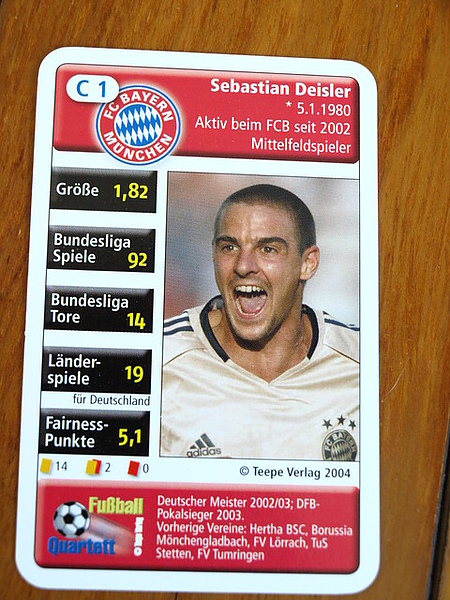 C 1
FC BAYERN
MÜNCHEN
Sebastian Deisler
* 5.1.1980
Aktiv beim FCB seit 2002
Mittelfeldspieler
Größe 1,82
Bundesliga
Spiele 92
Bundesliga
Tore 14
Länder-
spiele 19
für Deutschland
Fairness-
Punkte 5,1
14 2 0
adidas
© Teepe Verlag 2004
Fußball
Quartett
Deutscher Meister 2002/03; DFB-
Pokalsieger 2003.
Vorherige Vereine: Hertha BSC, Borussia
Mönchengladbach, FV Lörrach, TuS
Stetten, FV Tumringen